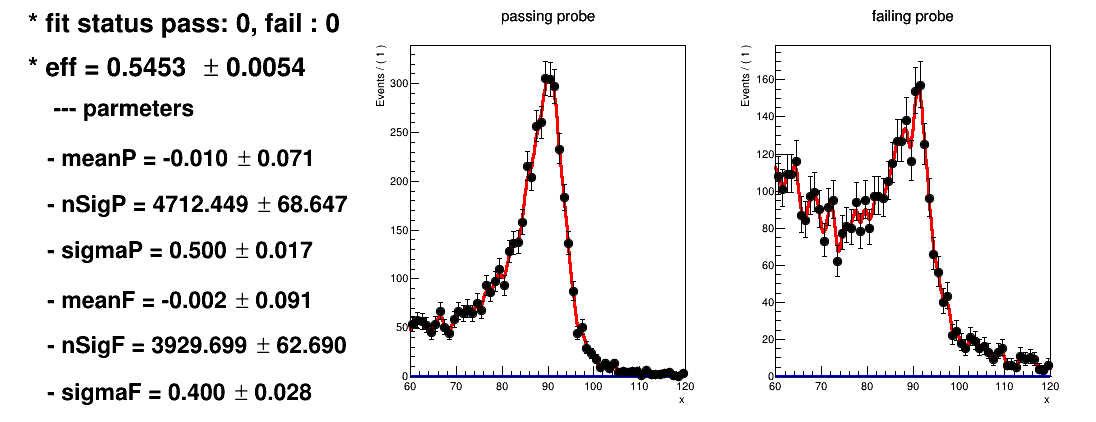 * fit status pass: 0, fail : 0
* eff = 0.5453 ± 0.0054
--- parmeters
- meanP = -0.010 ± 0.071
- nSigP = 4712.449 ± 68.647
- sigmaP = 0.500 ± 0.017
- meanF = -0.002 ± 0.091
- nSigF = 3929.699 ± 62.690
- sigmaF = 0.400 ± 0.028
passing probe
Events / ( 1 )
300
250
200
150
100
50
0
60 70 80 90 100 110 120
x
failing probe
Events / ( 1 )
160
140
120
100
80
60
40
20
0
60 70 80 90 100 110 120
x